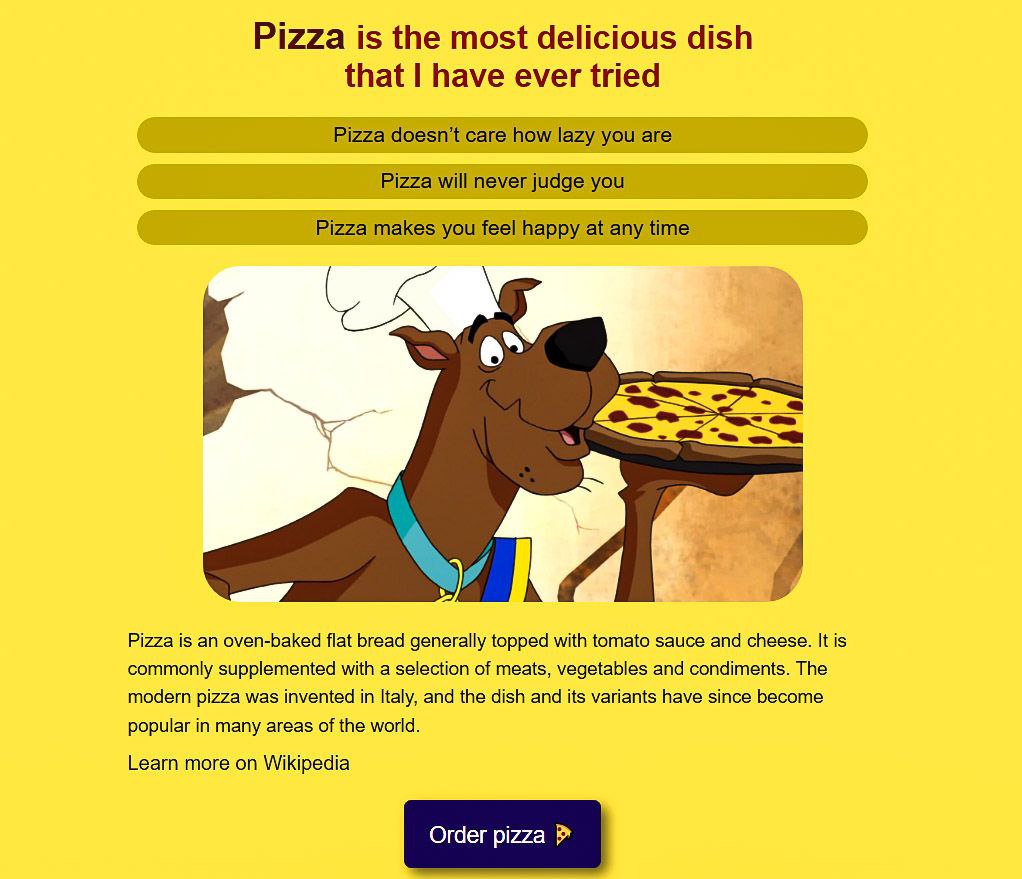 Pizza is the most delicious dish
that I have ever tried
Pizza doesn’t care how lazy you are
Pizza will never judge you
Pizza makes you feel happy at any time
Pizza is an oven-baked flat bread generally topped with tomato sauce and cheese. It is
commonly supplemented with a selection of meats, vegetables and condiments. The
modern pizza was invented in Italy, and the dish and its variants have since become
popular in many areas of the world.
Learn more on Wikipedia
Order pizza 🍕